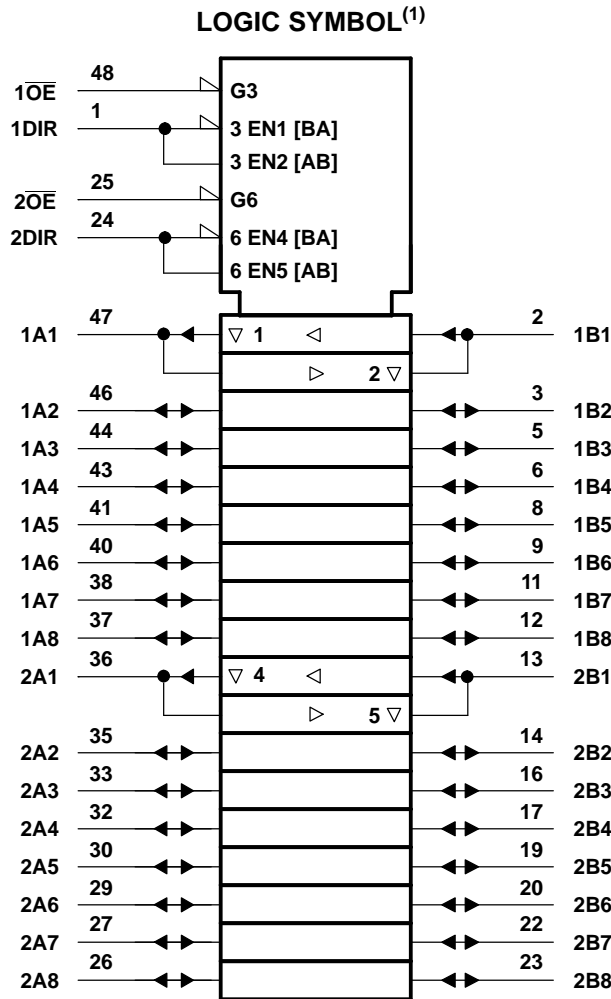 LOGIC SYMBOL(1)
1OE 48 G3
1DIR 1 3 EN1 [BA]
3 EN2 [AB]
2OE 25 G6
2DIR 24 6 EN4 [BA]
6 EN5 [AB]
1A1 47 ▽ 1 ◁ 2 1B1
▷ 2 ▽
1A2 46 3 1B2
1A3 44 5 1B3
1A4 43 6 1B4
1A5 41 8 1B5
1A6 40 9 1B6
1A7 38 11 1B7
1A8 37 12 1B8
2A1 36 ▽ 4 ◁ 13 2B1
▷ 5 ▽
2A2 35 14 2B2
2A3 33 16 2B3
2A4 32 17 2B4
2A5 30 19 2B5
2A6 29 20 2B6
2A7 27 22 2B7
2A8 26 23 2B8